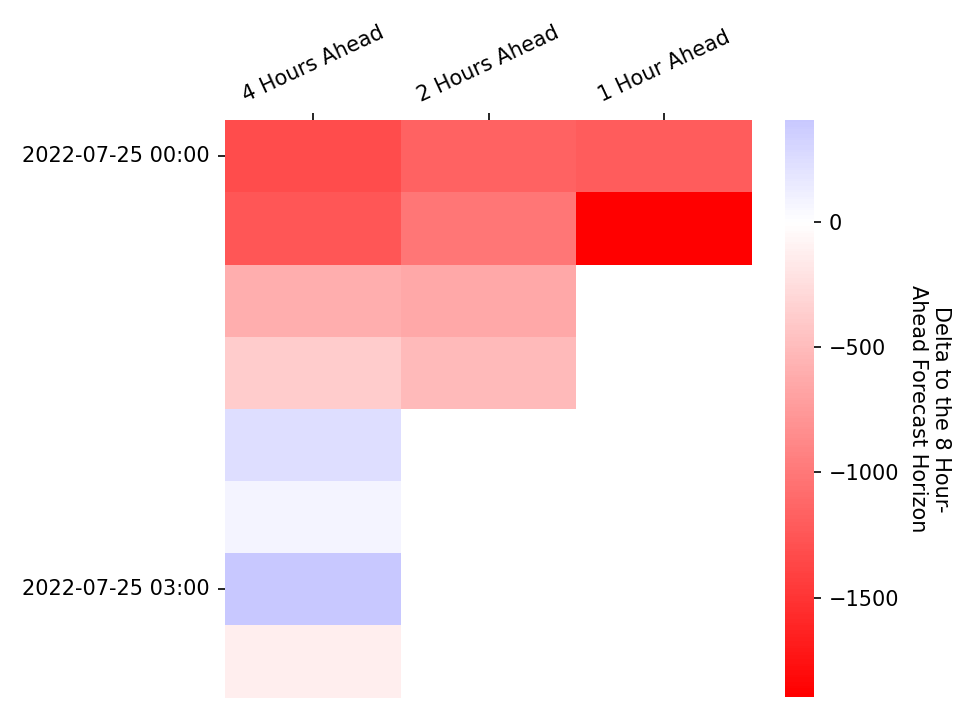 4 Hours Ahead
2 Hours Ahead
1 Hour Ahead
2022-07-25 00:00
2022-07-25 03:00
0
−500
−1000
−1500
Delta to the 8 Hour-
Ahead Forecast Horizon